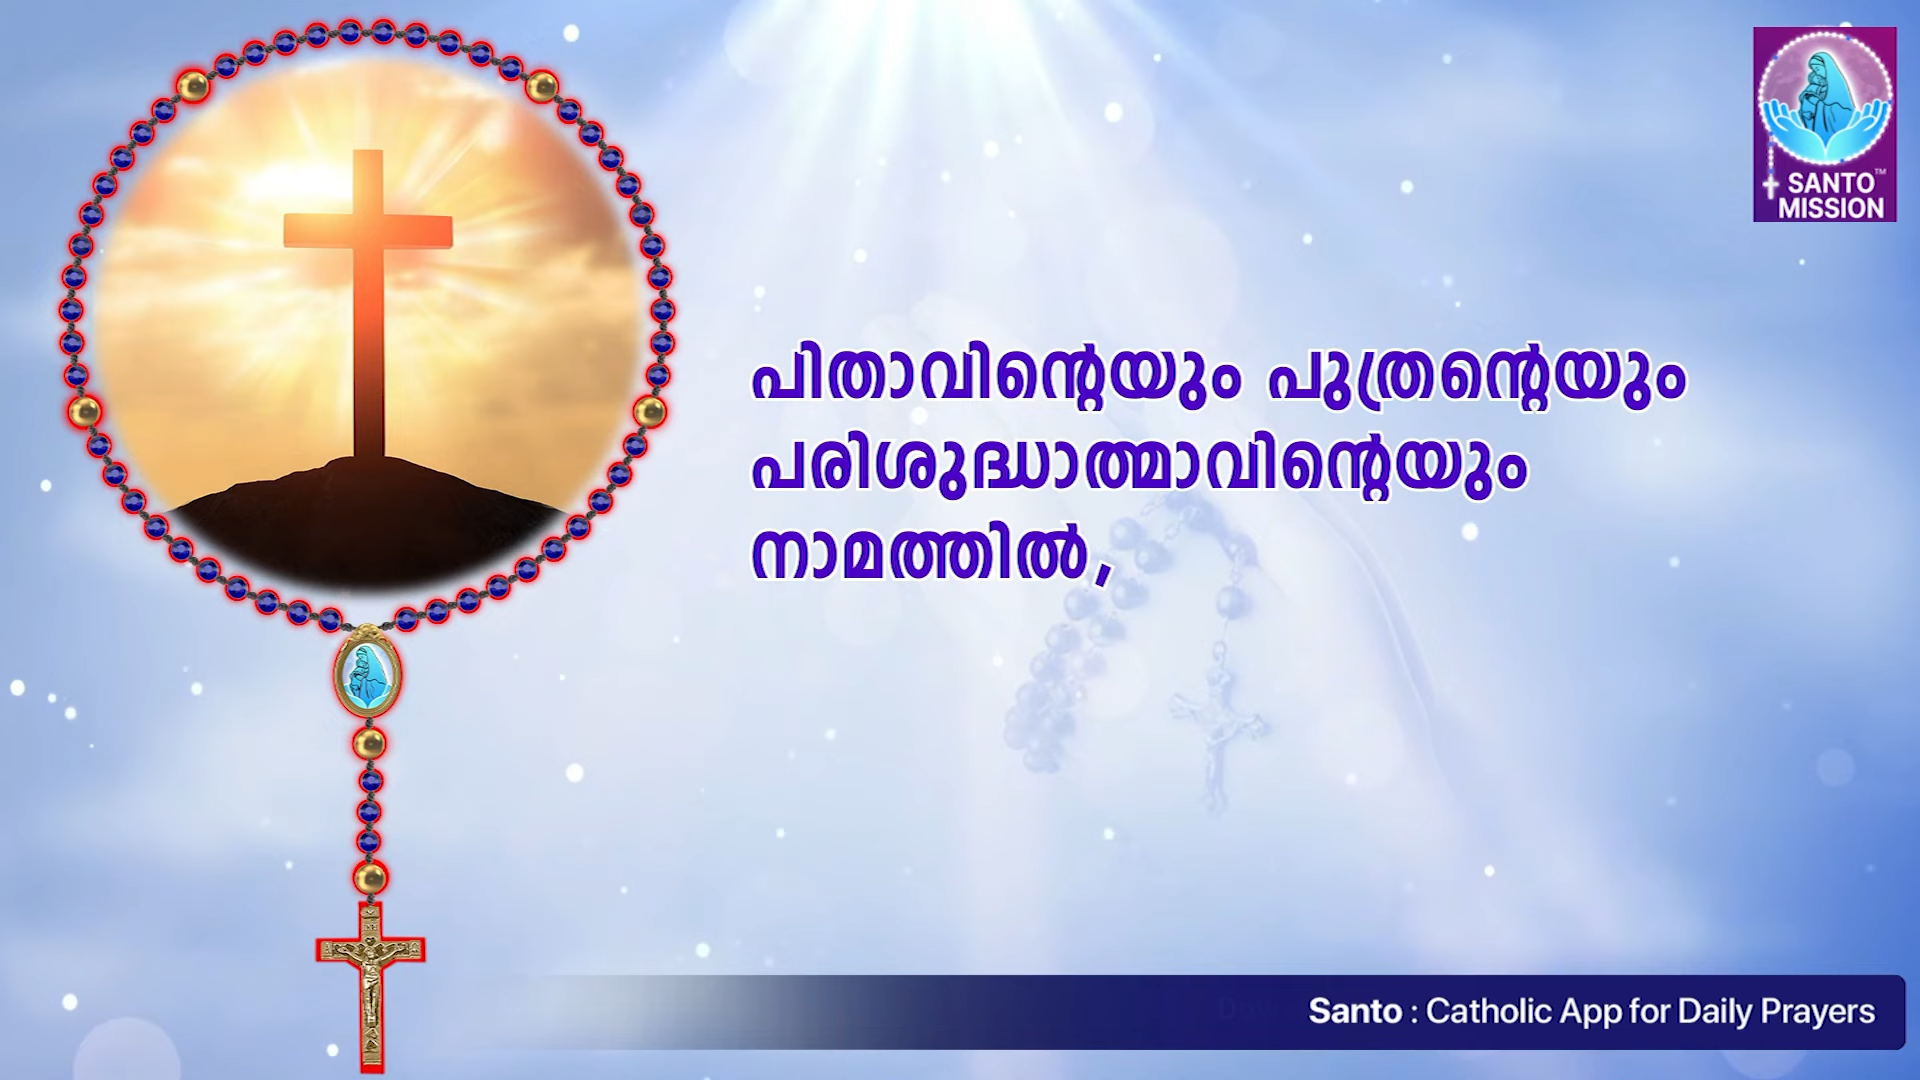 SANTO™
MISSION
പിതാവിന്റെയും പുത്രന്റെയും
പരിശുദ്ധാത്മാവിന്റെയും
നാമത്തിൽ,
Santo : Catholic App for Daily Prayers